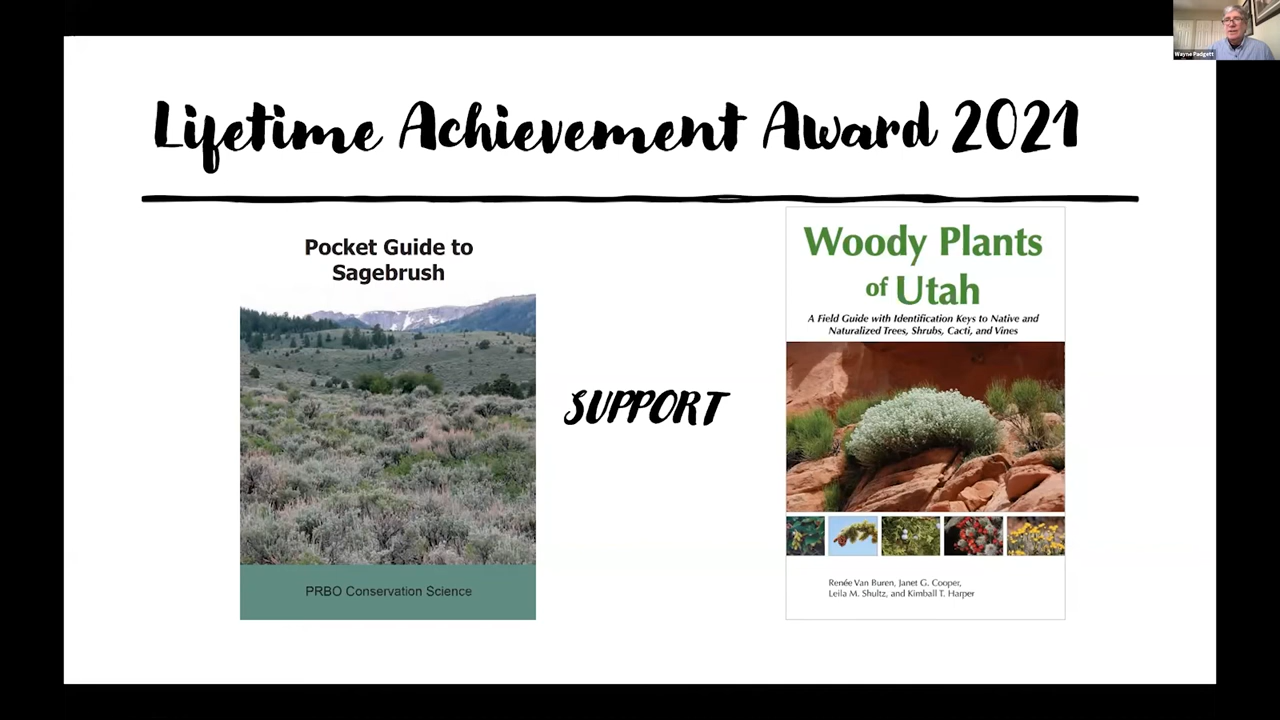 Wayne Padgett
Lifetime Achievement Award 2021
Pocket Guide to
Sagebrush
PRBO Conservation Science
SUPPORT
Woody Plants
of Utah
A Field Guide with Identification Keys to Native and
Naturalized Trees, Shrubs, Cacti, and Vines
Renée Van Buren, Janet G. Cooper,
Leila M. Shultz, and Kimball T. Harper